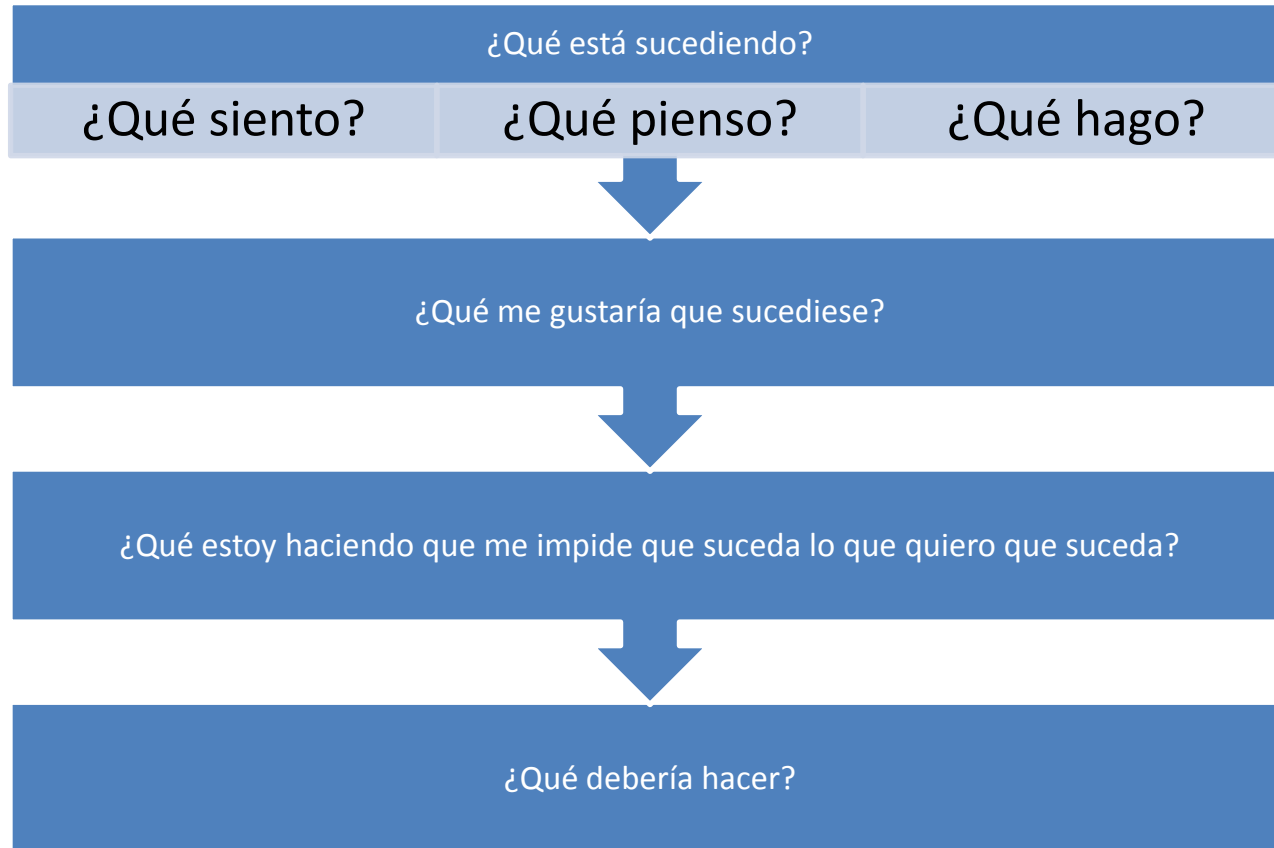 ¿Qué está sucediendo?
¿Qué siento?
¿Qué pienso?
¿Qué hago?
¿Qué me gustaría que sucediese?
¿Qué estoy haciendo que me impide que suceda lo que quiero que suceda?
¿Qué debería hacer?